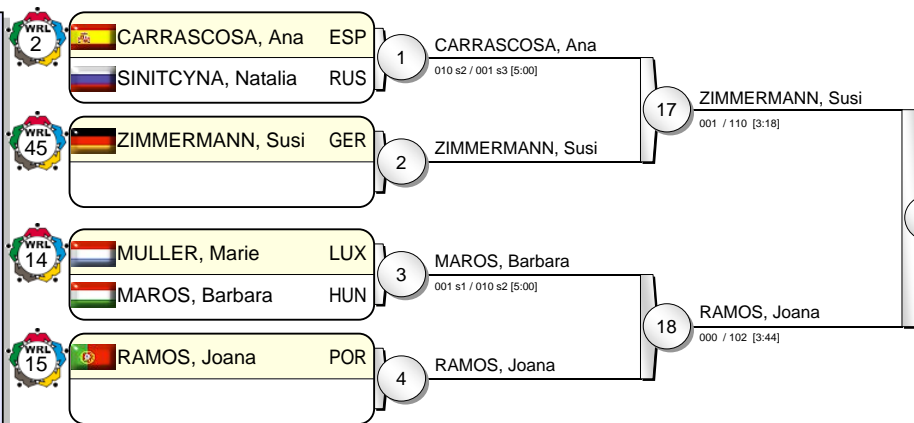 WRL
2
CARRASCOSA, Ana ESP
SINITCYNA, Natalia RUS
1
CARRASCOSA, Ana
010 s2 / 001 s3 [5:00]
WRL
45
ZIMMERMANN, Susi GER
2
ZIMMERMANN, Susi
17
ZIMMERMANN, Susi
001 / 110 [3:18]
WRL
14
MULLER, Marie LUX
MAROS, Barbara HUN
3
MAROS, Barbara
001 s1 / 010 s2 [5:00]
WRL
15
RAMOS, Joana POR
4
RAMOS, Joana
18
RAMOS, Joana
000 / 102 [3:44]